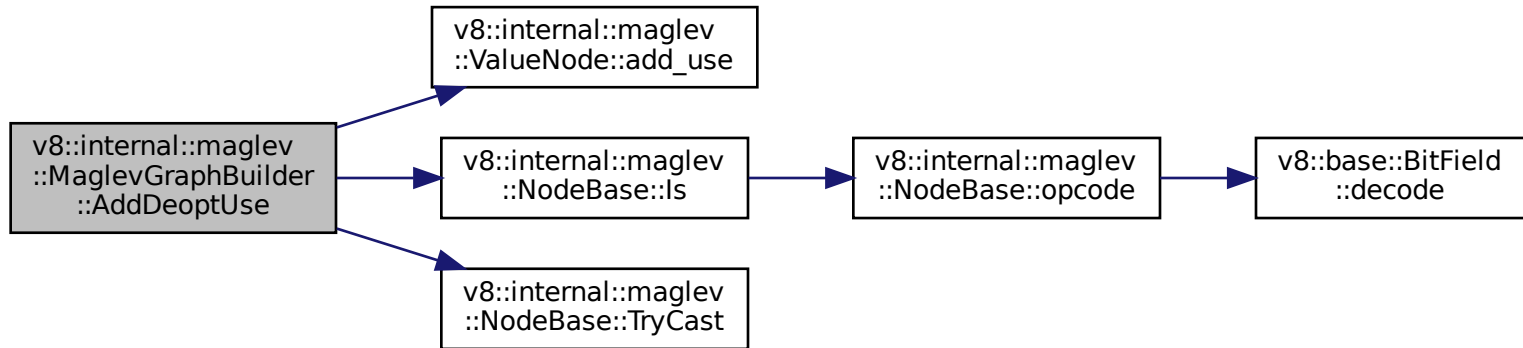 v8::internal::maglev
::MaglevGraphBuilder
::AddDeoptUse
v8::internal::maglev
::ValueNode::add_use
v8::internal::maglev
::NodeBase::Is
v8::internal::maglev
::NodeBase::opcode
v8::base::BitField
::decode
v8::internal::maglev
::NodeBase::TryCast